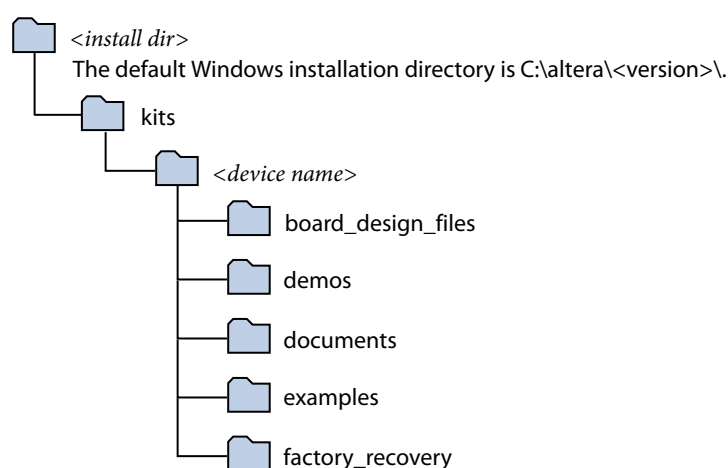 <install dir>
The default Windows installation directory is C:\altera\<version>\.
kits
<device name>
board_design_files
demos
documents
examples
factory_recovery